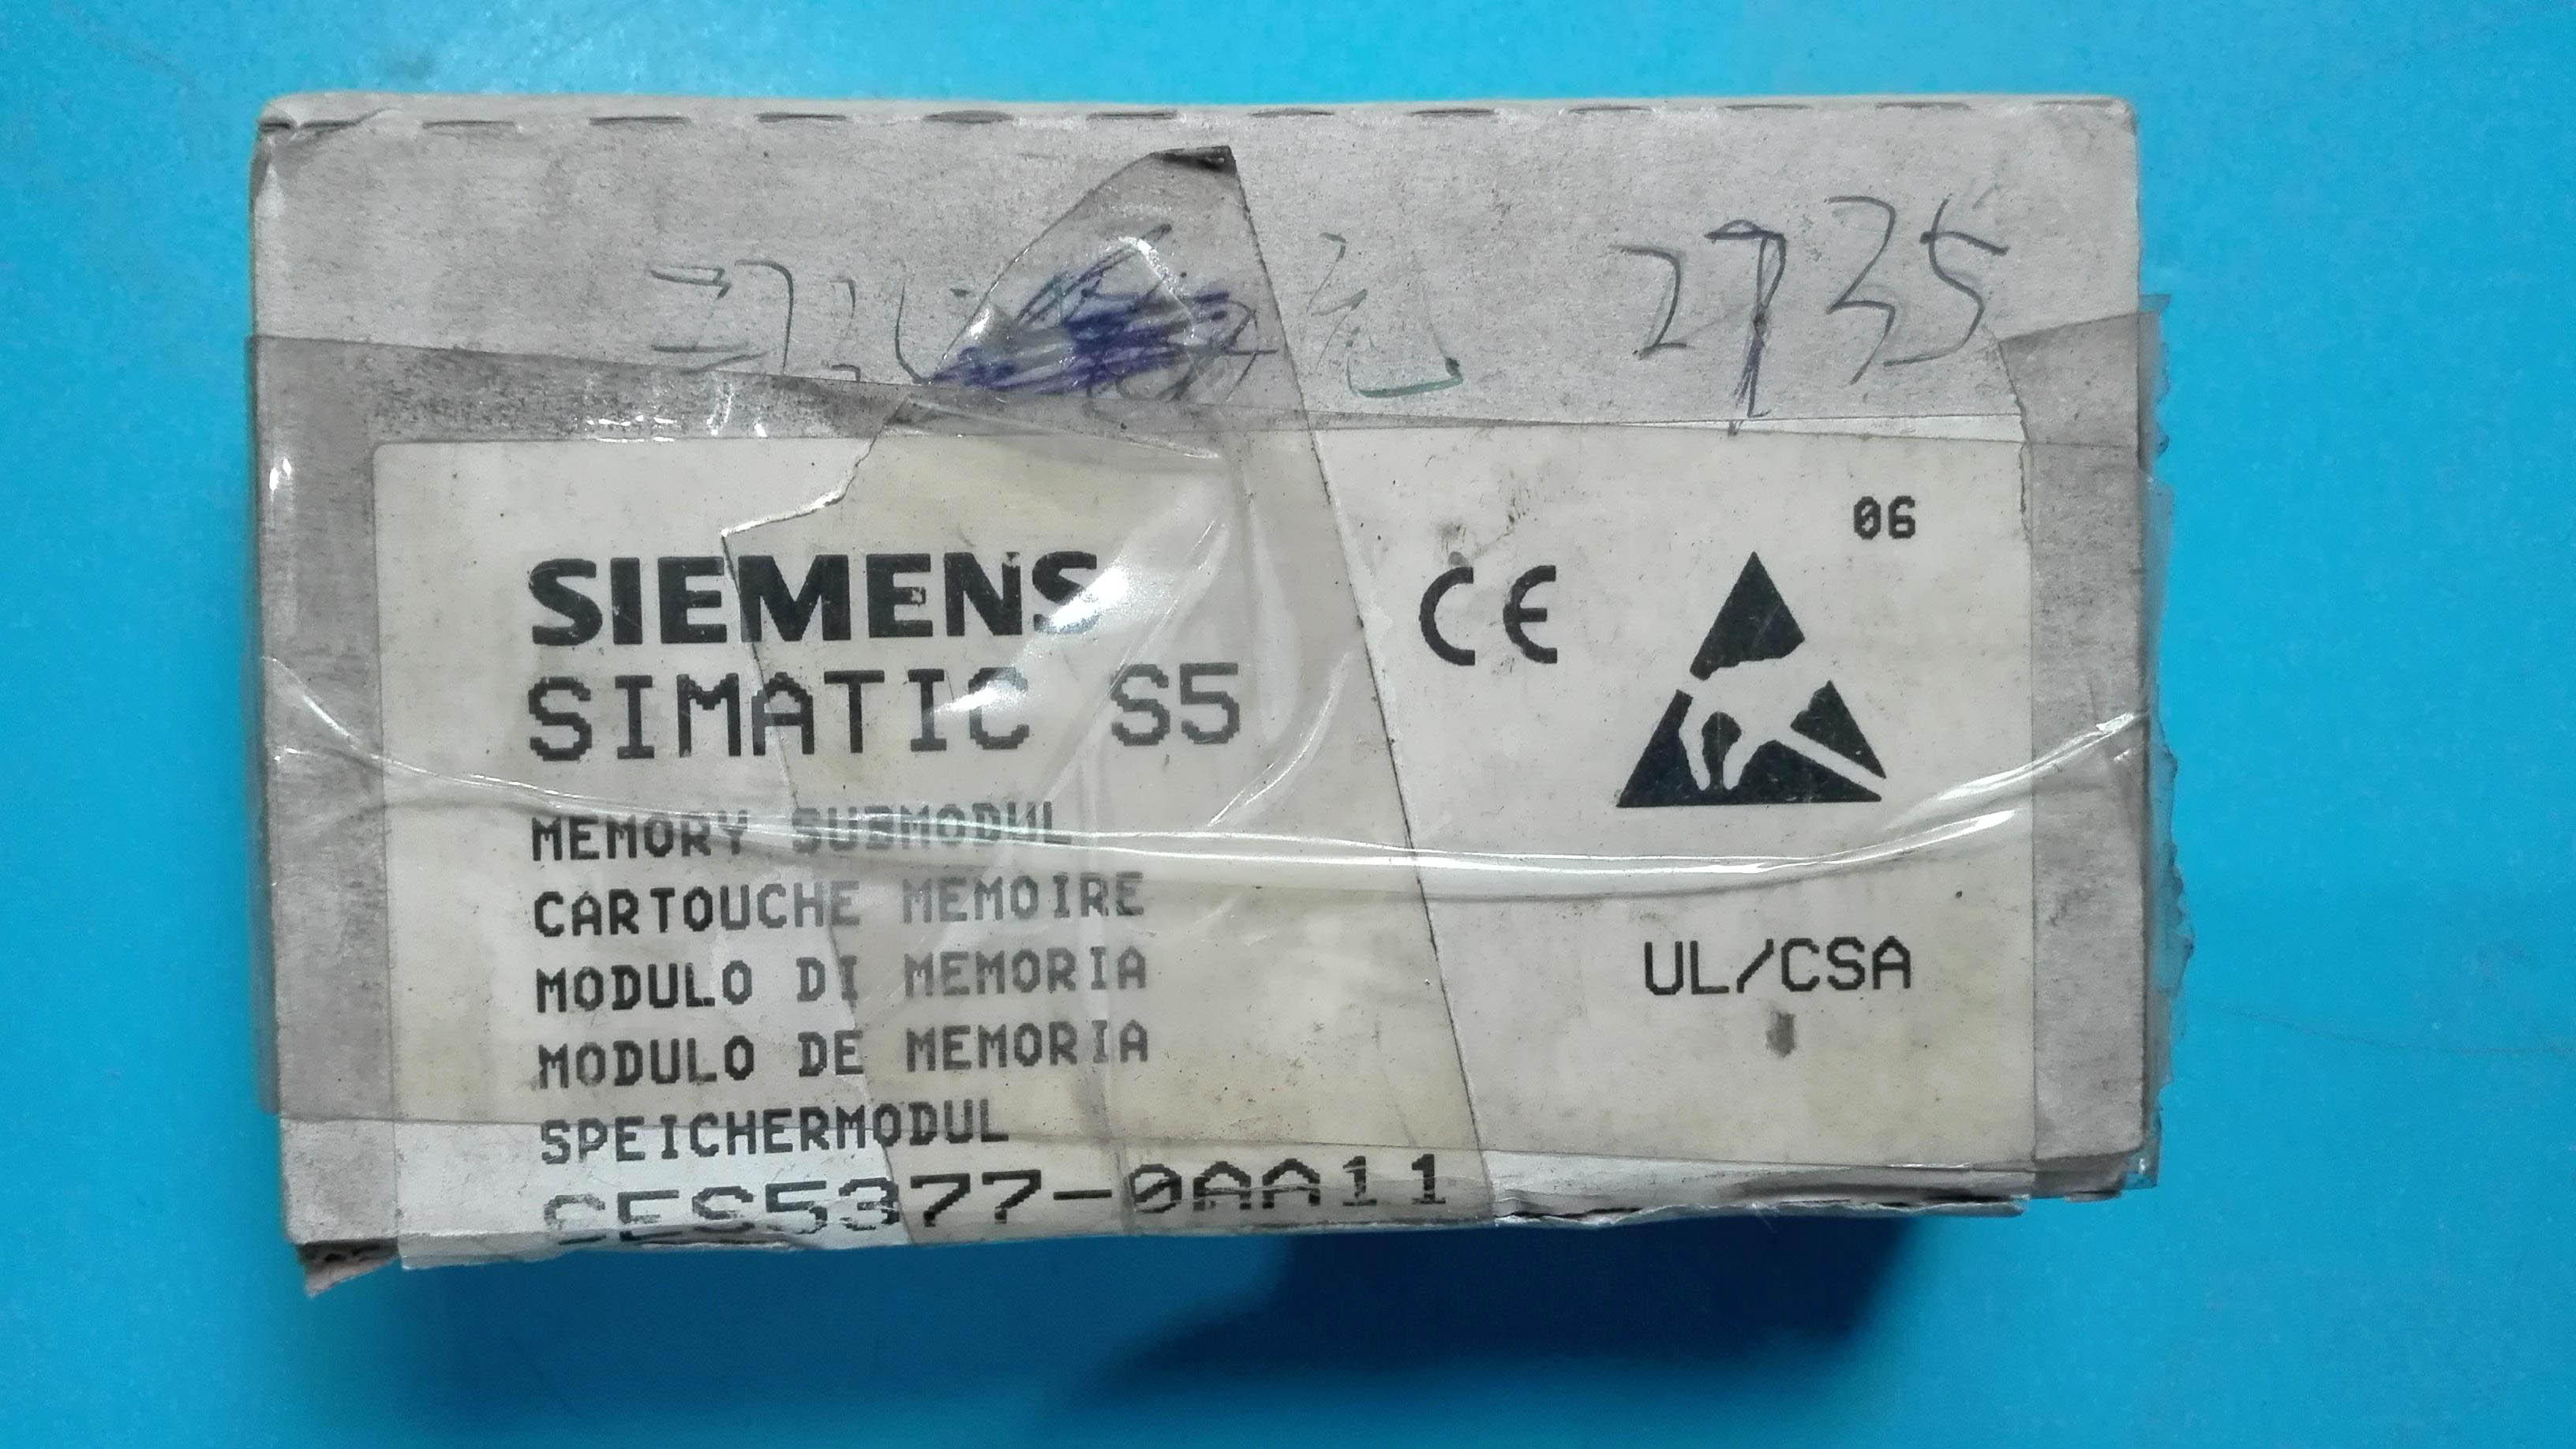 2735
06
SIEMENS
CE
SIMATIC S5
MEMORY SUBMODUL
CARTOUCHE MEMOIRE
MODULO DI MEMORIA
UL/CSA
MODULO DE MEMORIA
SPEICHERMODUL
6ES5377-0AA11